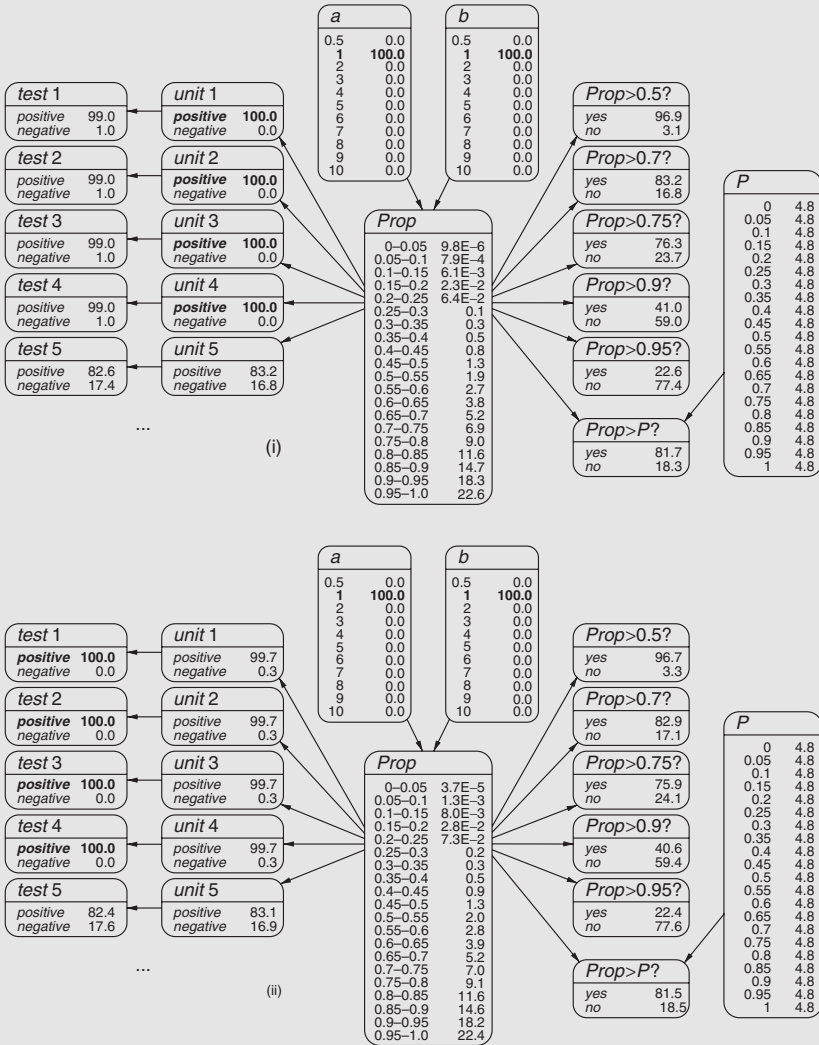 a
0.5 0.0
1 100.0
2 0.0
3 0.0
4 0.0
5 0.0
6 0.0
7 0.0
8 0.0
9 0.0
10 0.0
b
0.5 0.0
1 100.0
2 0.0
3 0.0
4 0.0
5 0.0
6 0.0
7 0.0
8 0.0
9 0.0
10 0.0
test 1
positive 99.0
negative 1.0
unit 1
positive 100.0
negative 0.0
test 2
positive 99.0
negative 1.0
unit 2
positive 100.0
negative 0.0
test 3
positive 99.0
negative 1.0
unit 3
positive 100.0
negative 0.0
test 4
positive 99.0
negative 1.0
unit 4
positive 100.0
negative 0.0
test 5
positive 82.6
negative 17.4
unit 5
positive 83.2
negative 16.8
...
(i)
Prop
0–0.05 9.8E–6
0.05–0.1 7.9E–4
0.1–0.15 6.1E–3
0.15–0.2 2.3E–2
0.2–0.25 6.4E–2
0.25–0.3 0.1
0.3–0.35 0.3
0.35–0.4 0.5
0.4–0.45 0.8
0.45–0.5 1.3
0.5–0.55 1.9
0.55–0.6 2.7
0.6–0.65 3.8
0.65–0.7 5.2
0.7–0.75 6.9
0.75–0.8 9.0
0.8–0.85 11.6
0.85–0.9 14.7
0.9–0.95 18.3
0.95–1.0 22.6
Prop>0.5?
yes 96.9
no 3.1
Prop>0.7?
yes 83.2
no 16.8
Prop>0.75?
yes 76.3
no 23.7
Prop>0.9?
yes 41.0
no 59.0
Prop>0.95?
yes 22.6
no 77.4
Prop>P?
yes 81.7
no 18.3
P
0 4.8
0.05 4.8
0.1 4.8
0.15 4.8
0.2 4.8
0.25 4.8
0.3 4.8
0.35 4.8
0.4 4.8
0.45 4.8
0.5 4.8
0.55 4.8
0.6 4.8
0.65 4.8
0.7 4.8
0.75 4.8
0.8 4.8
0.85 4.8
0.9 4.8
0.95 4.8
1 4.8
a
0.5 0.0
1 100.0
2 0.0
3 0.0
4 0.0
5 0.0
6 0.0
7 0.0
8 0.0
9 0.0
10 0.0
b
0.5 0.0
1 100.0
2 0.0
3 0.0
4 0.0
5 0.0
6 0.0
7 0.0
8 0.0
9 0.0
10 0.0
test 1
positive 100.0
negative 0.0
unit 1
positive 99.7
negative 0.3
test 2
positive 100.0
negative 0.0
unit 2
positive 99.7
negative 0.3
test 3
positive 100.0
negative 0.0
unit 3
positive 99.7
negative 0.3
test 4
positive 100.0
negative 0.0
unit 4
positive 99.7
negative 0.3
test 5
positive 82.4
negative 17.6
unit 5
positive 83.1
negative 16.9
...
(ii)
Prop
0–0.05 3.7E–5
0.05–0.1 1.3E–3
0.1–0.15 8.0E–3
0.15–0.2 2.8E–2
0.2–0.25 7.3E–2
0.25–0.3 0.2
0.3–0.35 0.3
0.35–0.4 0.5
0.4–0.45 0.9
0.45–0.5 1.3
0.5–0.55 2.0
0.55–0.6 2.8
0.6–0.65 3.9
0.65–0.7 5.2
0.7–0.75 7.0
0.75–0.8 9.1
0.8–0.85 11.6
0.85–0.9 14.6
0.9–0.95 18.2
0.95–1.0 22.4
Prop>0.5?
yes 96.7
no 3.3
Prop>0.7?
yes 82.9
no 17.1
Prop>0.75?
yes 75.9
no 24.1
Prop>0.9?
yes 40.6
no 59.4
Prop>0.95?
yes 22.4
no 77.6
Prop>P?
yes 81.5
no 18.5
P
0 4.8
0.05 4.8
0.1 4.8
0.15 4.8
0.2 4.8
0.25 4.8
0.3 4.8
0.35 4.8
0.4 4.8
0.45 4.8
0.5 4.8
0.55 4.8
0.6 4.8
0.65 4.8
0.7 4.8
0.75 4.8
0.8 4.8
0.85 4.8
0.9 4.8
0.95 4.8
1 4.8